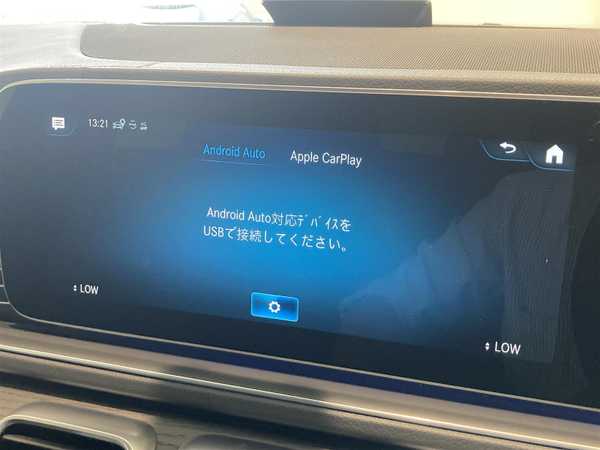 13:21
Android Auto Apple CarPlay
Android Auto対応ﾃﾞﾊﾞｲｽを
USBで接続してください。
LOW
LOW